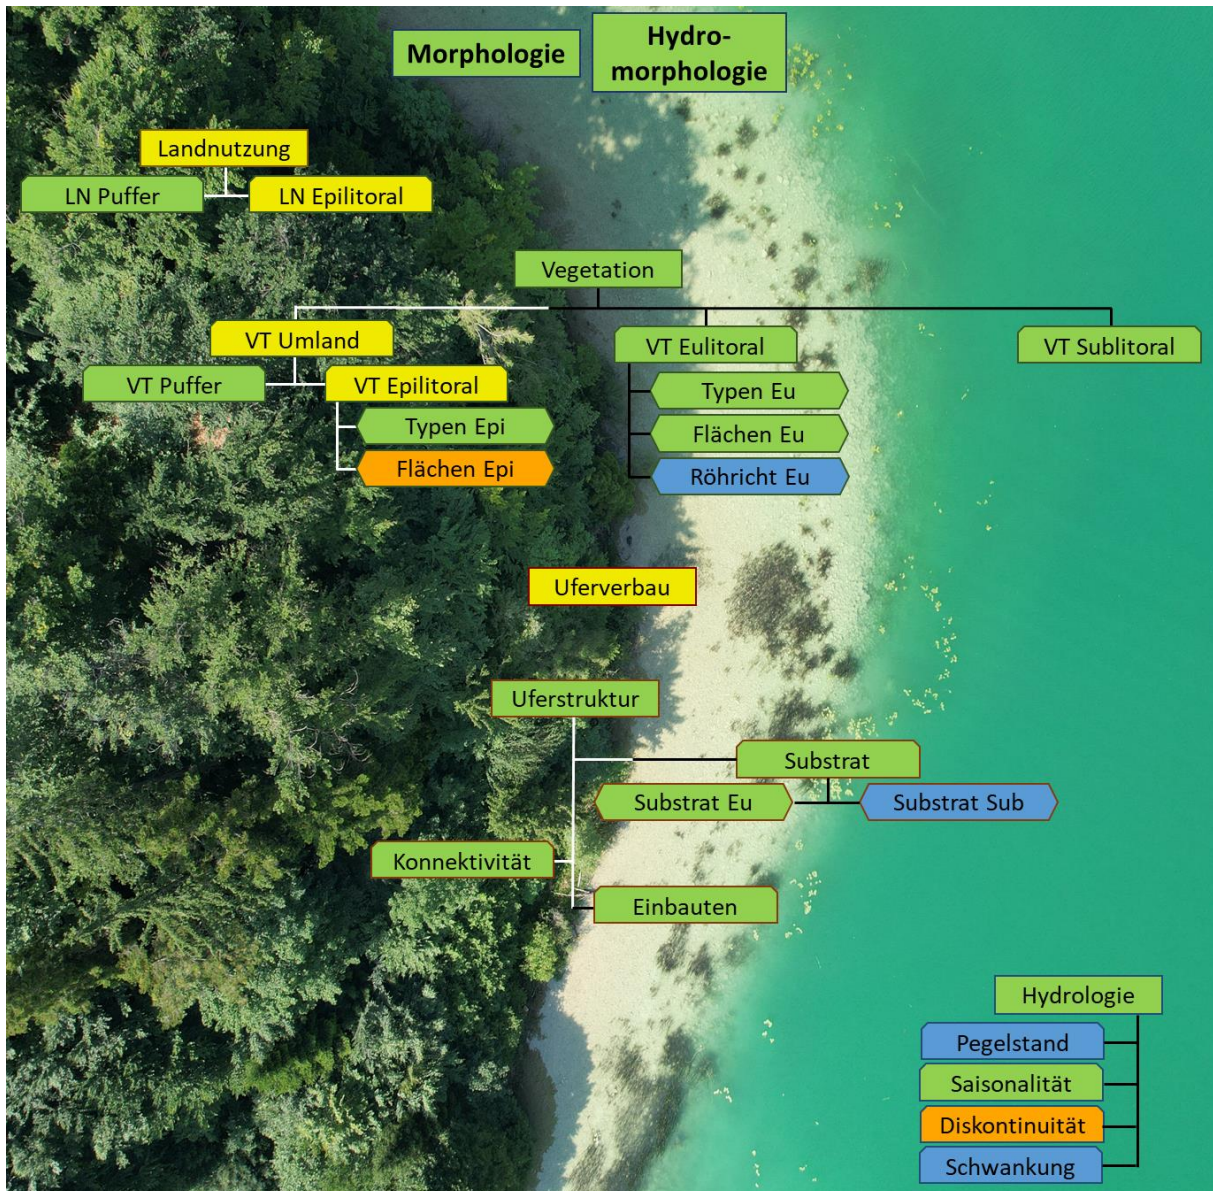 Morphologie
Hydro-
morphologie
Landnutzung
LN Puffer
LN Epilitoral
Vegetation
VT Umland
VT Eulitoral
VT Sublitoral
VT Puffer
VT Epilitoral
Typen Eu
Typen Epi
Flächen Eu
Flächen Epi
Röhricht Eu
Uferverbau
Uferstruktur
Substrat
Substrat Eu
Substrat Sub
Konnektivität
Einbauten
Hydrologie
Pegelstand
Saisonalität
Diskontinuität
Schwankung